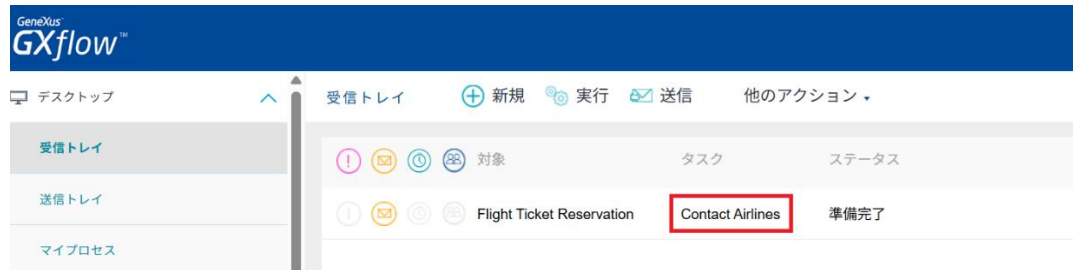 GeneXus™
GXflow™
デスクトップ
受信トレイ
送信トレイ
マイプロセス
受信トレイ 新規 実行 送信 他のアクション
対象 タスク ステータス
Flight Ticket Reservation Contact Airlines 準備完了